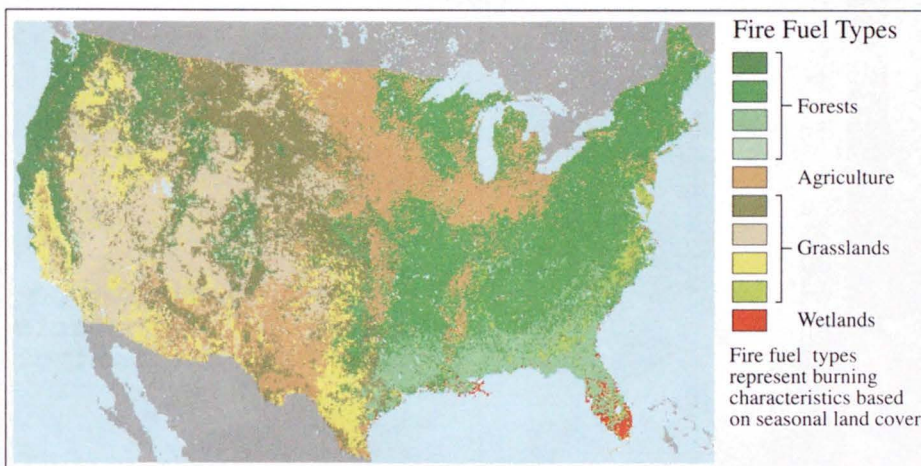 Fire Fuel Types
Forests
Agriculture
Grasslands
Wetlands
Fire fuel types
represent burning
characteristics based
on seasonal land cover